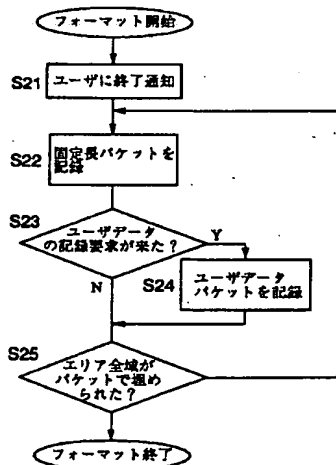 フォーマット開始
S21
ユーザに終了通知
S22
固定長パケットを
記録
S23
ユーザデータ
の記録要求が来た?
Y
N
S24
ユーザデータ
パケットを記録
S25
エリア全域が
パケットで埋め
られた?
フォーマット終了